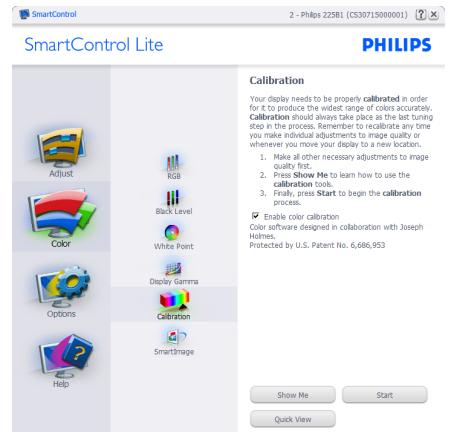 SmartControl
2 - Philips 225B1 (CS30715000001)
SmartControl Lite
PHILIPS
Adjust
Color
Options
Help
RGB
Black Level
White Point
Display Gamma
Calibration
SmartImage
Calibration
Your display needs to be properly calibrated in order
for it to produce the widest range of colors accurately.
Calibration should always take place as the last tuning
step in the process. Remember to recalibrate any time
you make individual adjustments to image quality or
whenever you move your display to a new location.
1. Make all other necessary adjustments to image
quality first.
2. Press Show Me to learn how to use the
calibration tools.
3. Finally, press Start to begin the calibration
process.
Enable color calibration
Color software designed in collaboration with Joseph
Holmes.
Protected by U.S. Patent No. 6,686,953
Show Me
Start
Quick View